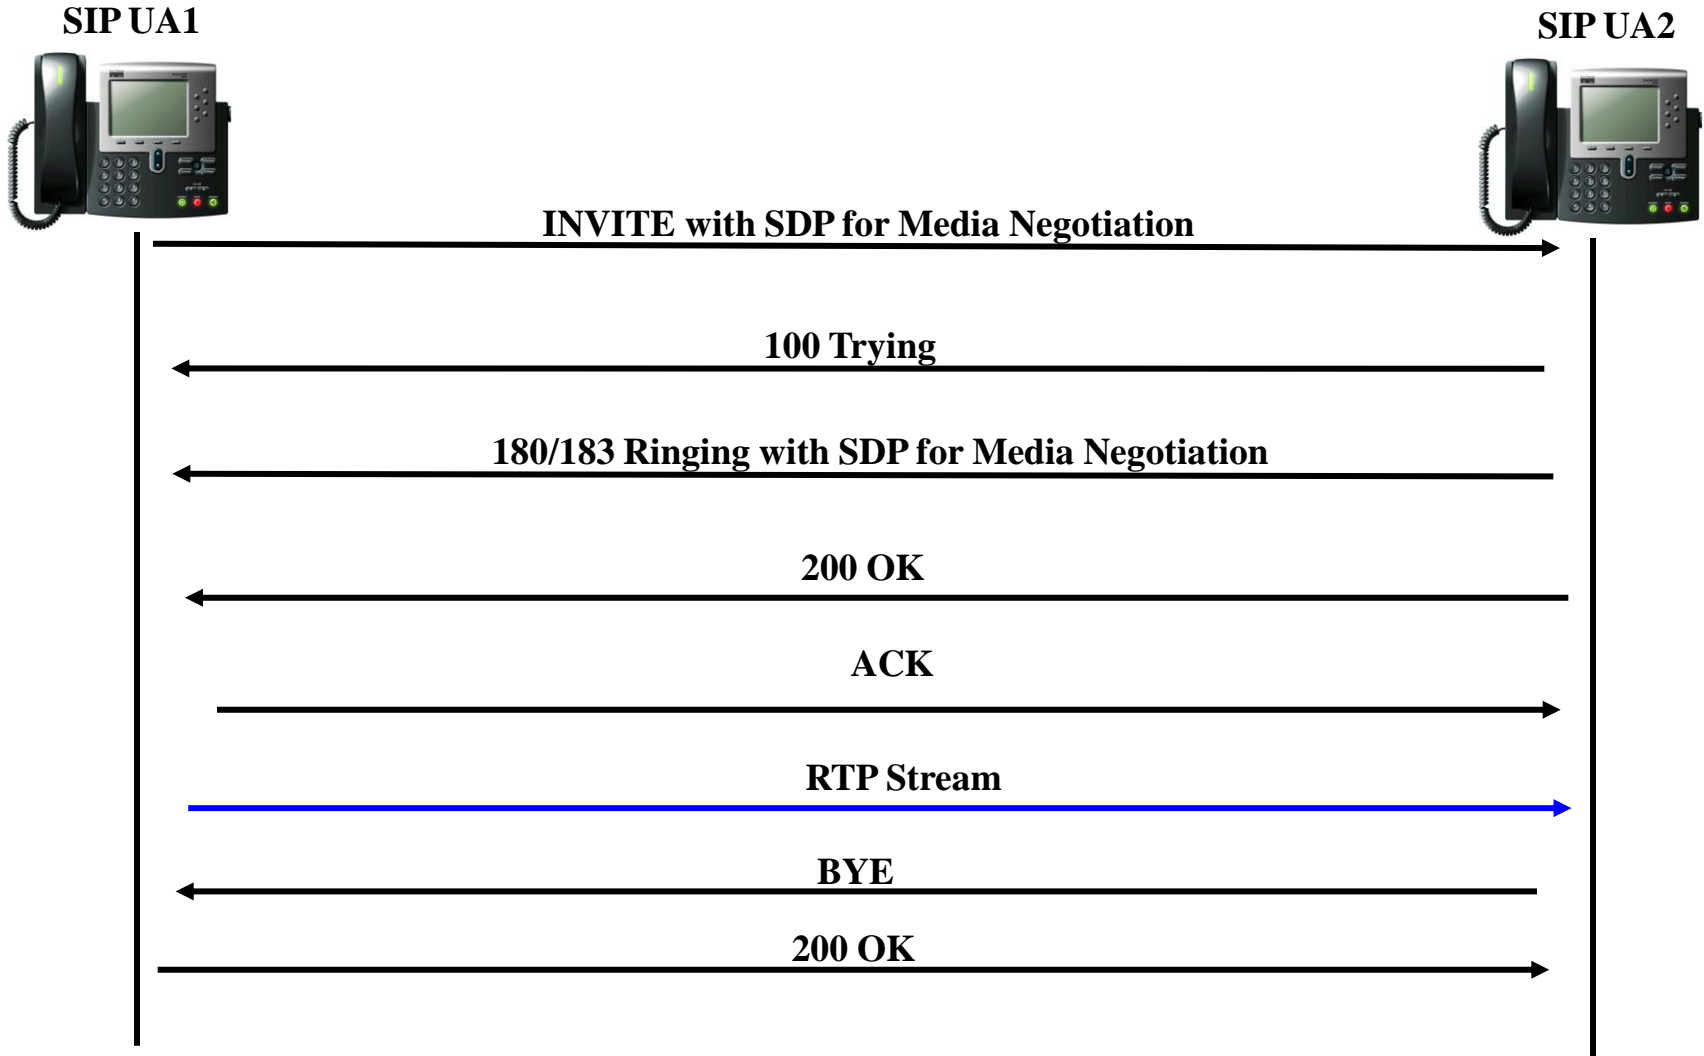 SIP UA1
SIP UA2
INVITE with SDP for Media Negotiation
100 Trying
180/183 Ringing with SDP for Media Negotiation
200 OK
ACK
RTP Stream
BYE
200 OK